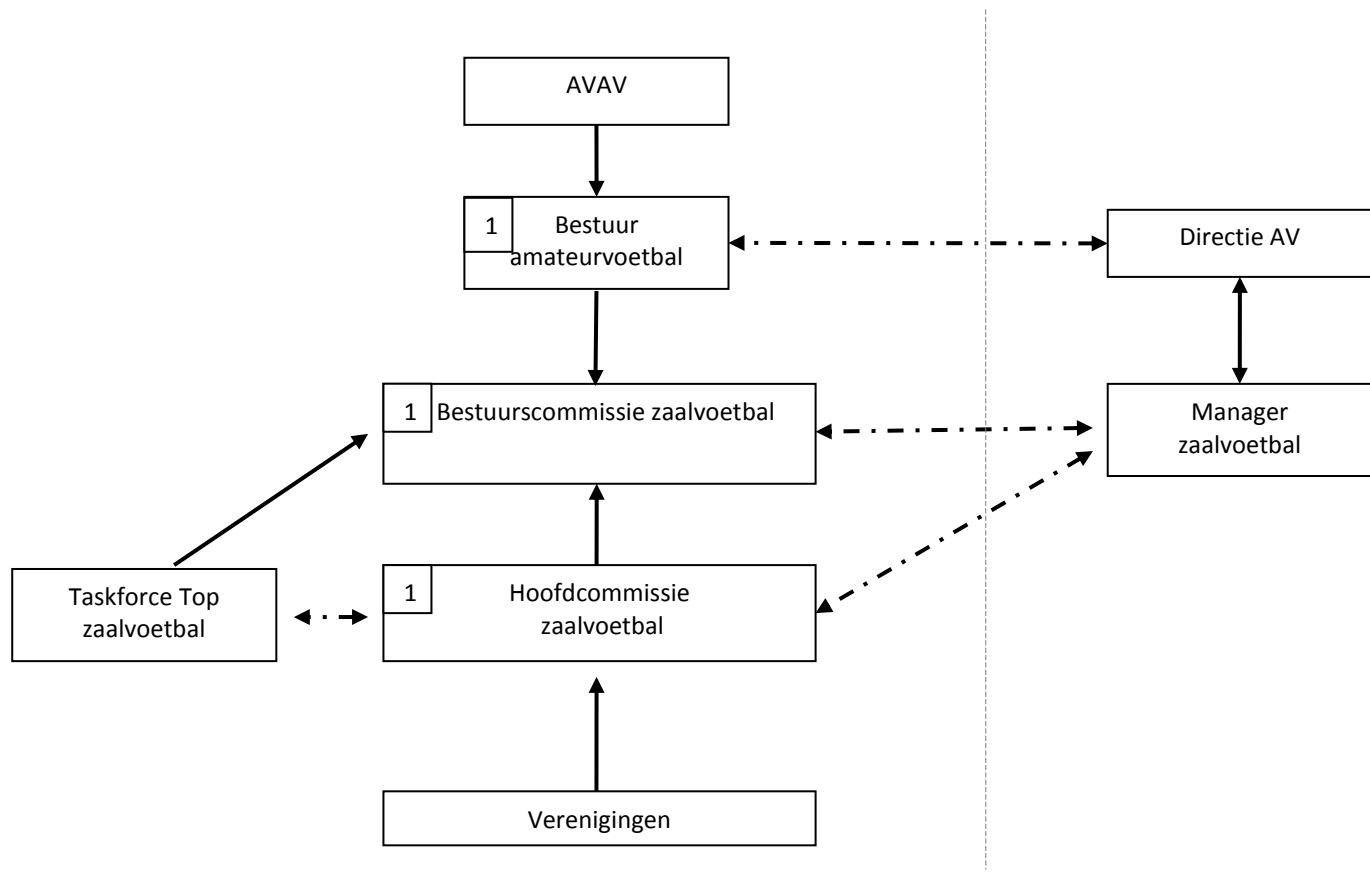 AVAV
1
Bestuur
amateurvoetbal
Directie AV
1
Bestuurscommissie zaalvoetbal
Manager
zaalvoetbal
Taskforce Top
zaalvoetbal
1
Hoofdcommissie
zaalvoetbal
Verenigingen